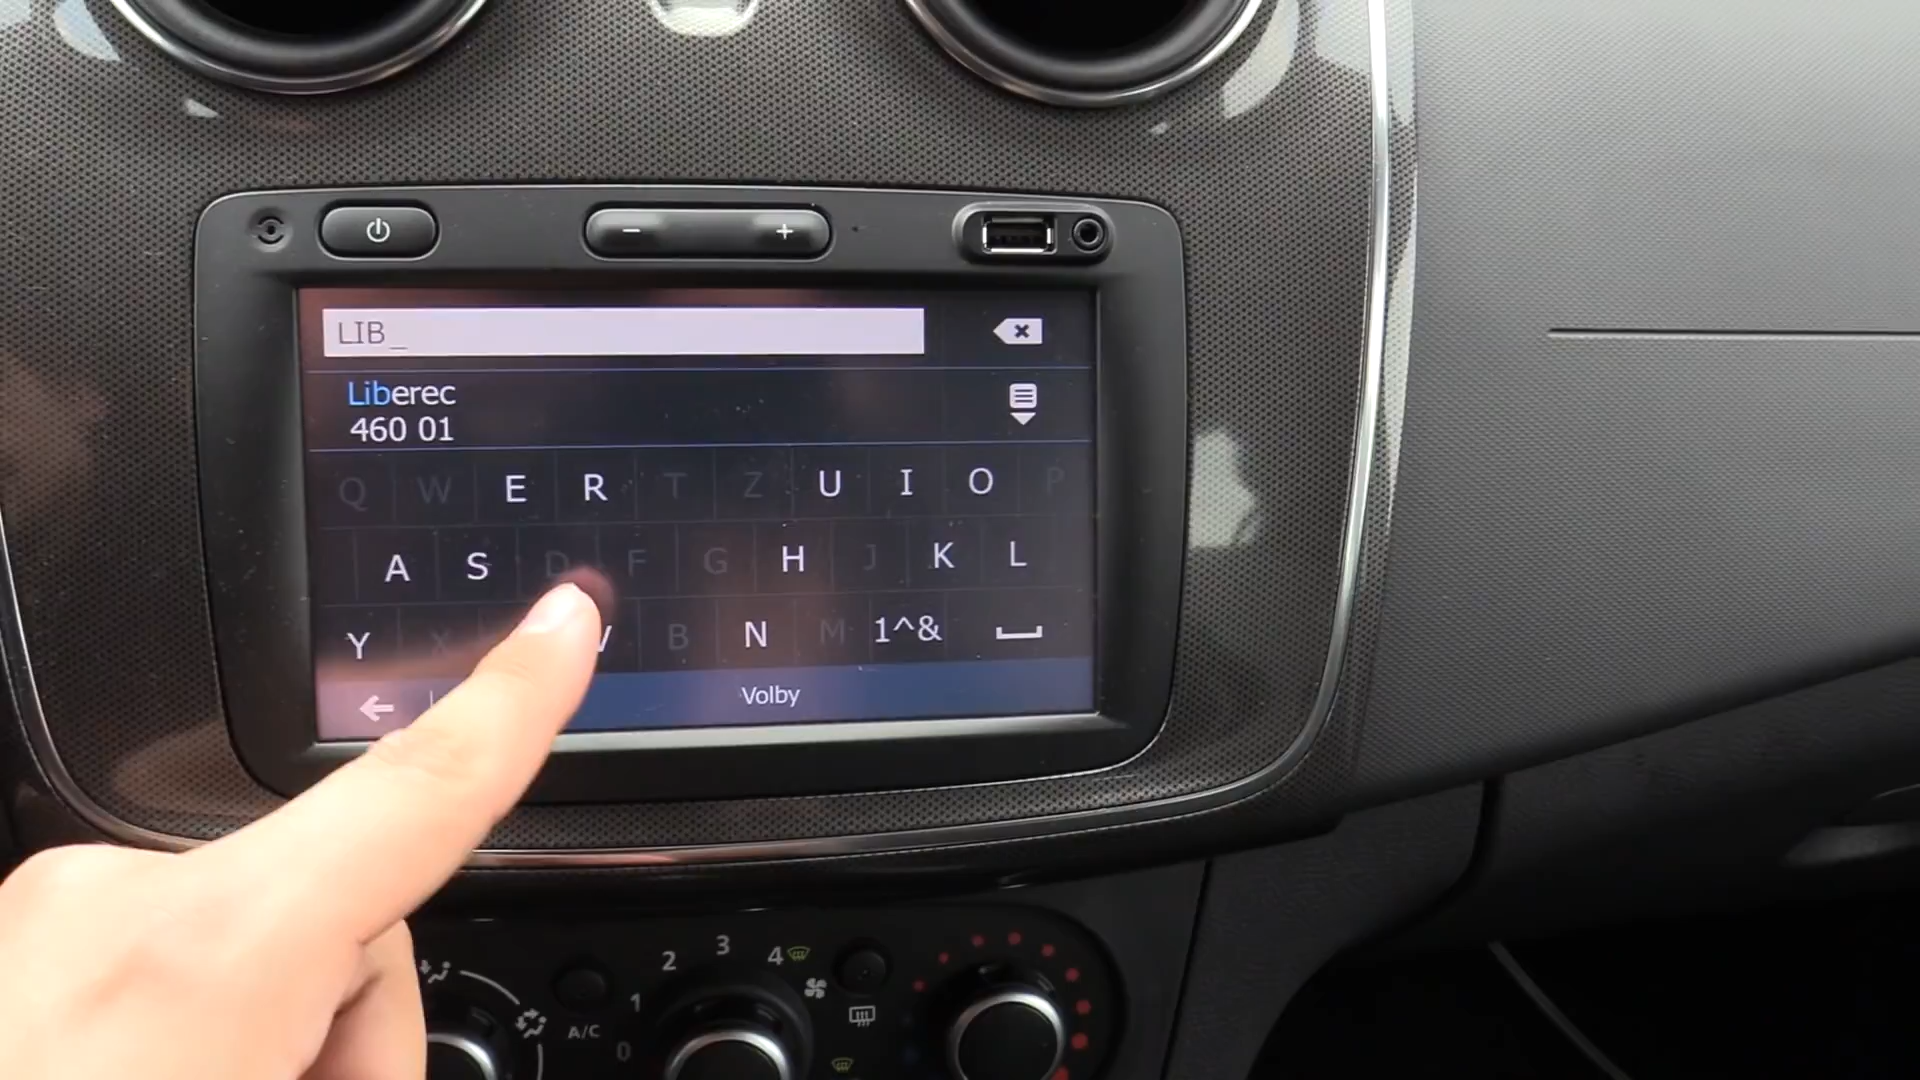 LIB_
Liberec
460 01
Q W E R T Z U I O P
A S D F G H J K L
Y X V B N M 1^&
Volby
0 1 2 3 4
A/C